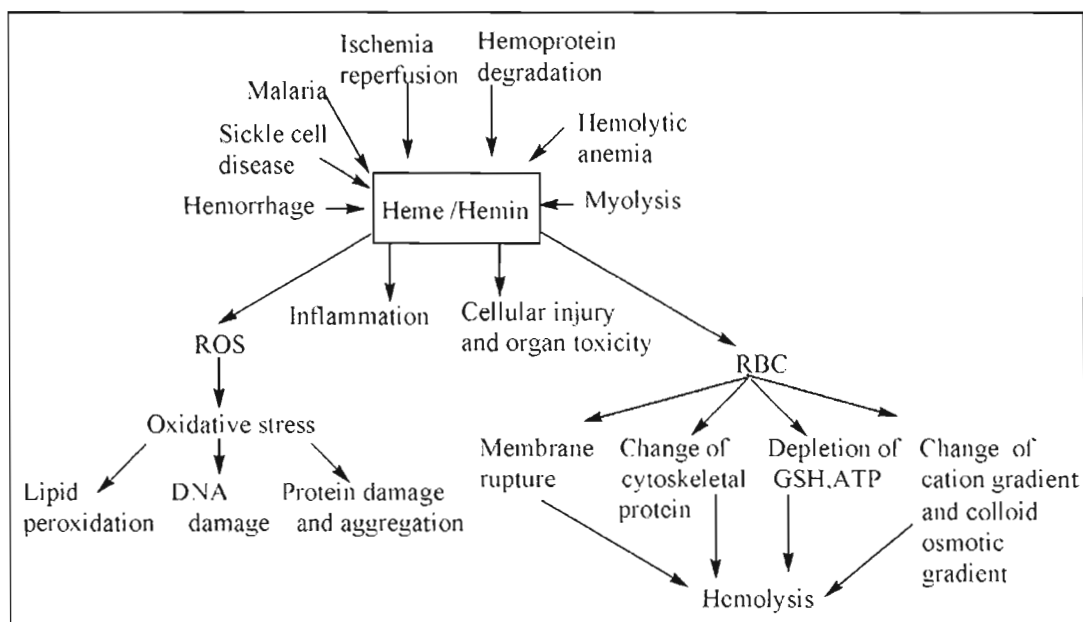 Ischemia
reperfusion
Hemoprotein
degradation
Malaria
Sickle cell
disease
Hemolytic
anemia
Hemorrhage
Heme /Hemin
Myolysis
Inflammation
Cellular injury
and organ toxicity
ROS
RBC
Oxidative stress
Lipid
peroxidation
DNA
damage
Protein damage
and aggregation
Membrane
rupture
Change of
cytoskeletal
protein
Depletion of
GSH,ATP
Change of
cation gradient
and colloid
osmotic
gradient
Hemolysis